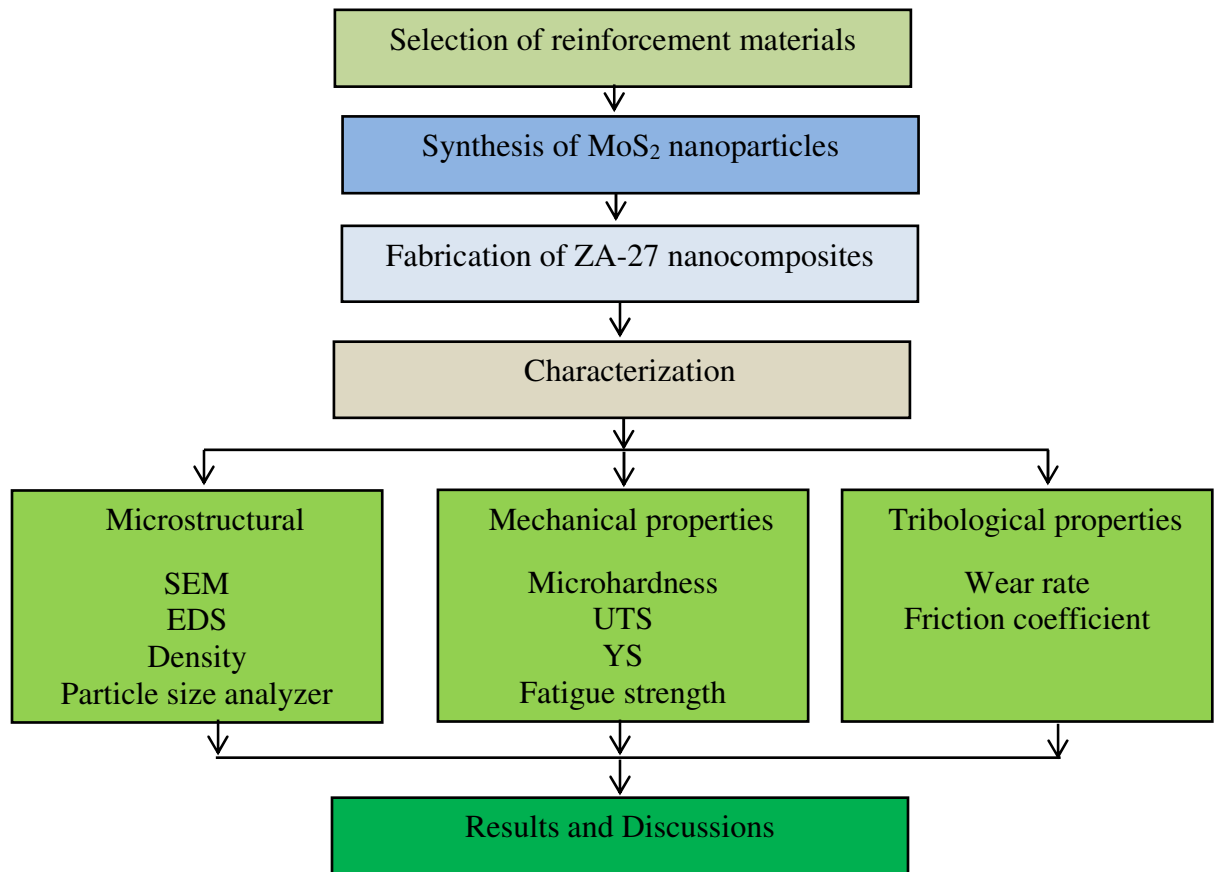 Selection of reinforcement materials
Synthesis of MoS₂ nanoparticles
Fabrication of ZA-27 nanocomposites
Characterization
Microstructural
SEM
EDS
Density
Particle size analyzer
Mechanical properties
Microhardness
UTS
YS
Fatigue strength
Tribological properties
Wear rate
Friction coefficient
Results and Discussions